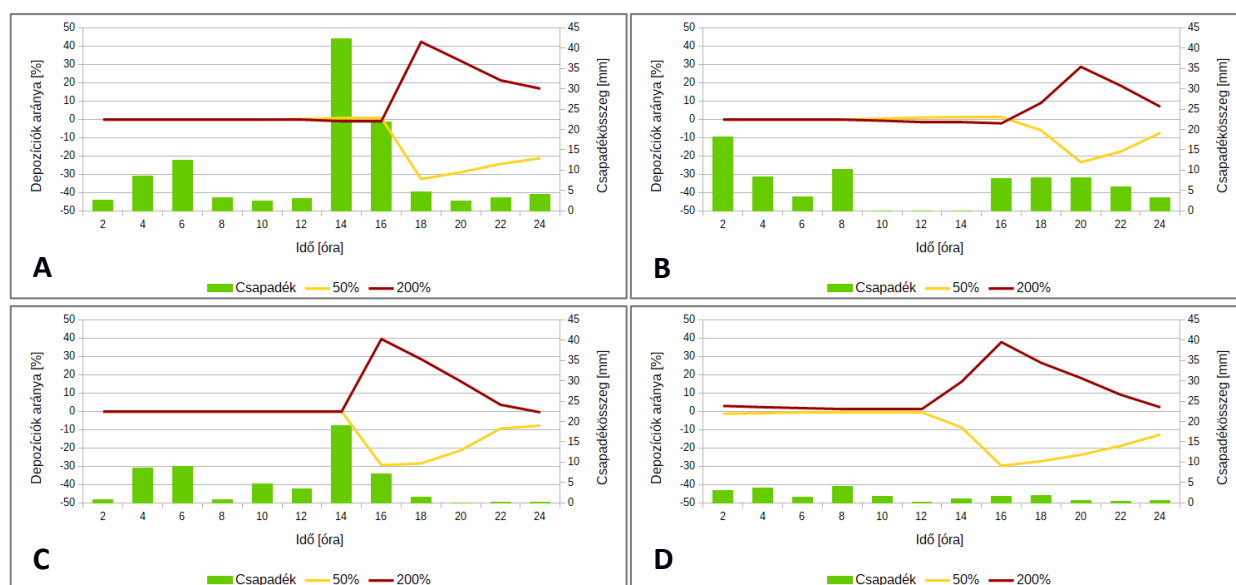 50 45
40 40
30 35
20 30
10 25
0 20
-10 15
-20 10
-30 5
-40 0
-50
Depozíciók aránya [%]
Csapadékösszeg [mm]
2 4 6 8 10 12 14 16 18 20 22 24
Idő [óra]
A
Csapadék 50% 200%
50 45
40 40
30 35
20 30
10 25
0 20
-10 15
-20 10
-30 5
-40 0
-50
Depozíciók aránya [%]
Csapadékösszeg [mm]
2 4 6 8 10 12 14 16 18 20 22 24
Idő [óra]
B
Csapadék 50% 200%
50 45
40 40
30 35
20 30
10 25
0 20
-10 15
-20 10
-30 5
-40 0
-50
Depozíciók aránya [%]
Csapadékösszeg [mm]
2 4 6 8 10 12 14 16 18 20 22 24
Idő [óra]
C
Csapadék 50% 200%
50 45
40 40
30 35
20 30
10 25
0 20
-10 15
-20 10
-30 5
-40 0
-50
Depozíciók aránya [%]
Csapadékösszeg [mm]
2 4 6 8 10 12 14 16 18 20 22 24
Idő [óra]
D
Csapadék 50% 200%